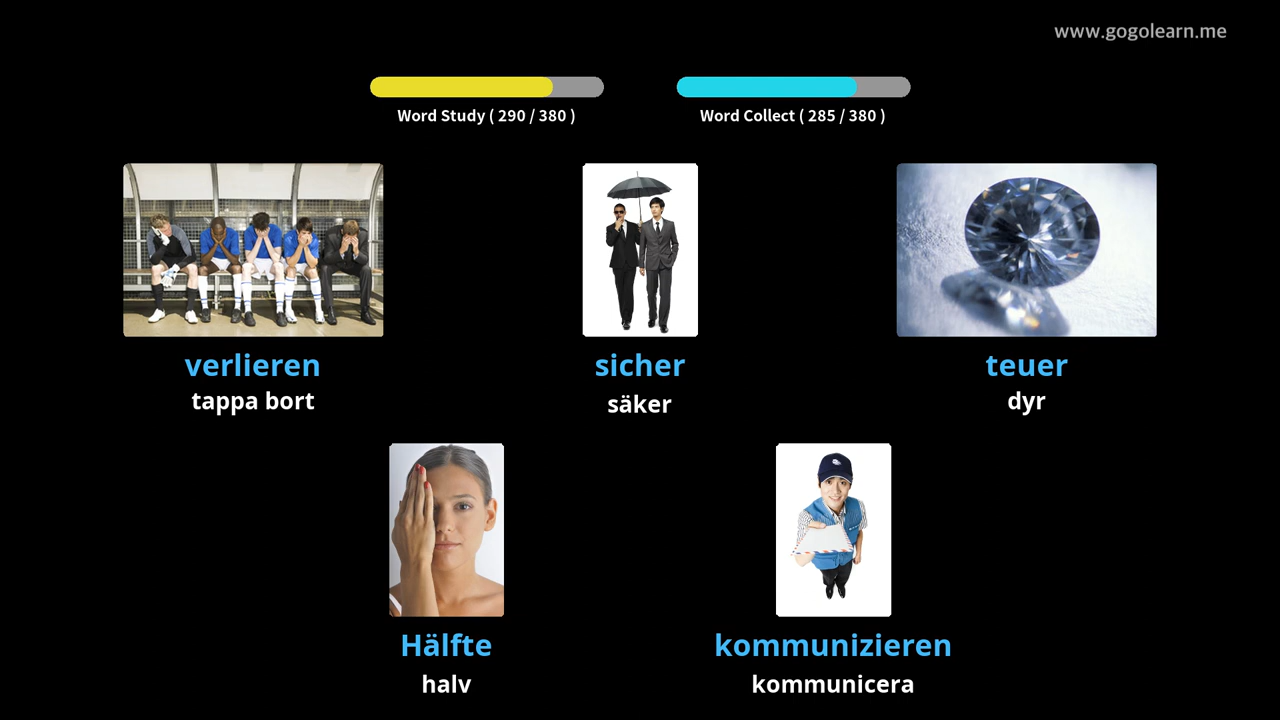 www.gogolearn.me
Word Study ( 290 / 380 )
Word Collect ( 285 / 380 )
verlieren
tappa bort
sicher
säker
teuer
dyr
Hälfte
halv
kommunizieren
kommunicera